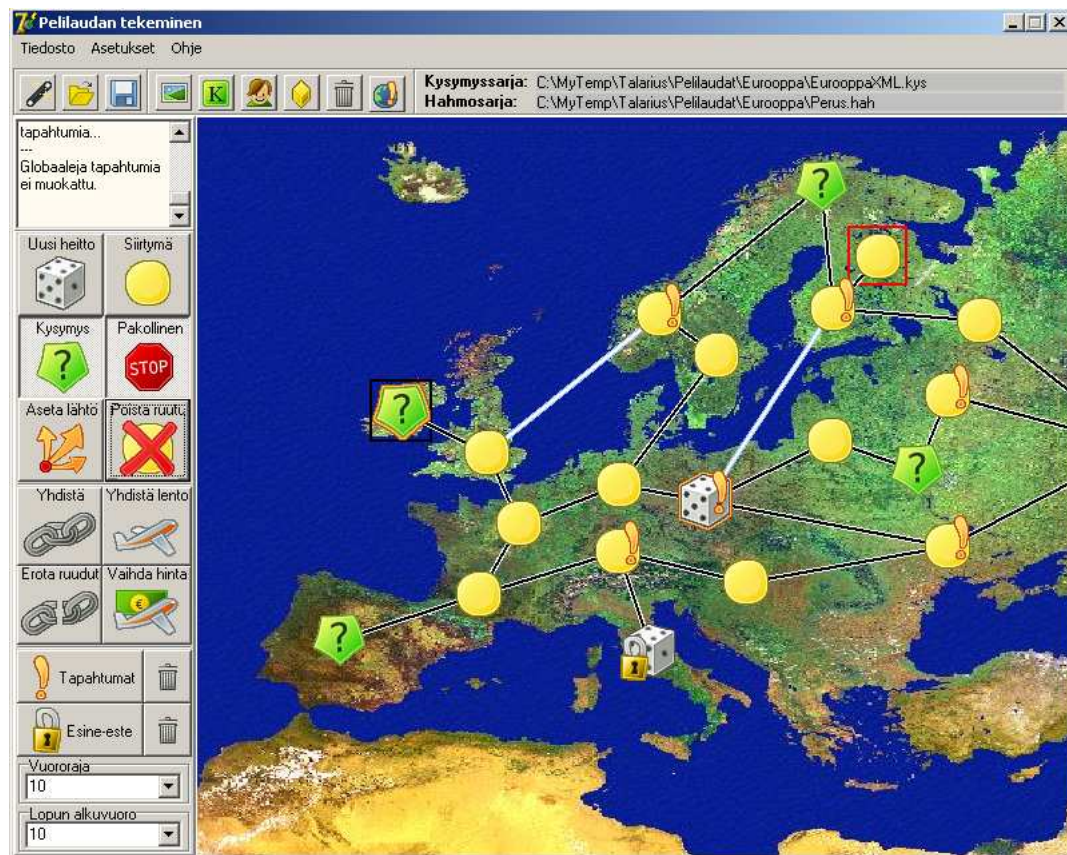 Pelilaudan tekeminen
Tiedosto Asetukset Ohje
Kysymyssarja: C:\MyTemp\Talarius\Pelilaudat\Eurooppa\EurooppaXML.kys
Hahmosarja: C:\MyTemp\Talarius\Pelilaudat\Eurooppa\Perus.hah
tapahtumia...
---
Globaaleja tapahtumia
ei muokattu.
Uusi heitto Siirtymä
Kysymys Pakollinen
STOP
Aseta lähtö Poista ruutu
Yhdistä Yhdistä lento
Erota ruudut Vaihda hinta
Tapahtumat
Esine-este
Vuororaja
10
Lopun alkuvuoro
10